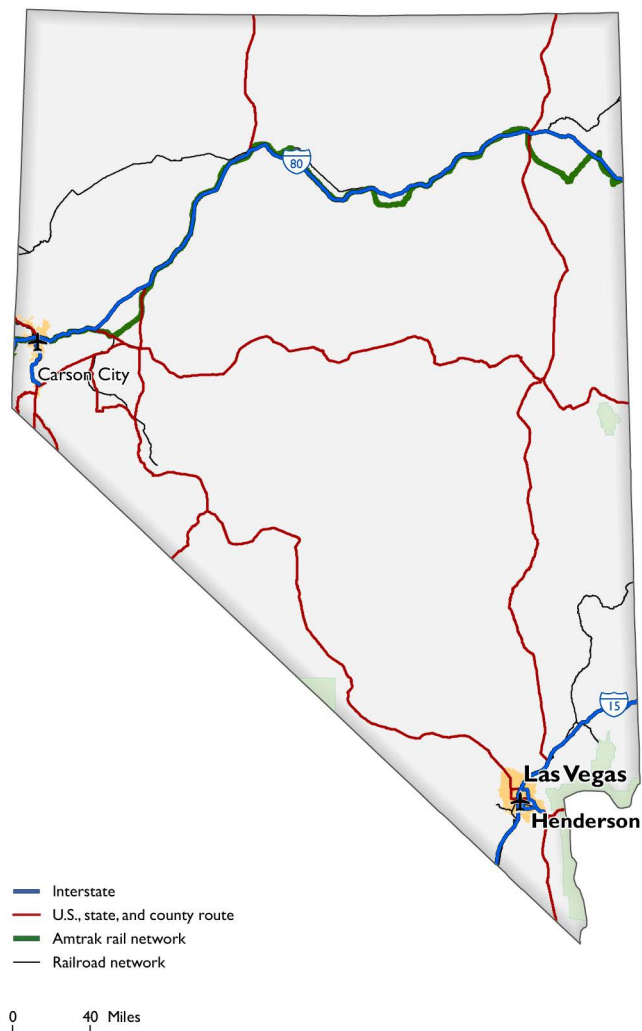 80
Carson City
15
Las Vegas
Henderson
Interstate
U.S., state, and county route
Amtrak rail network
Railroad network
0 40 Miles